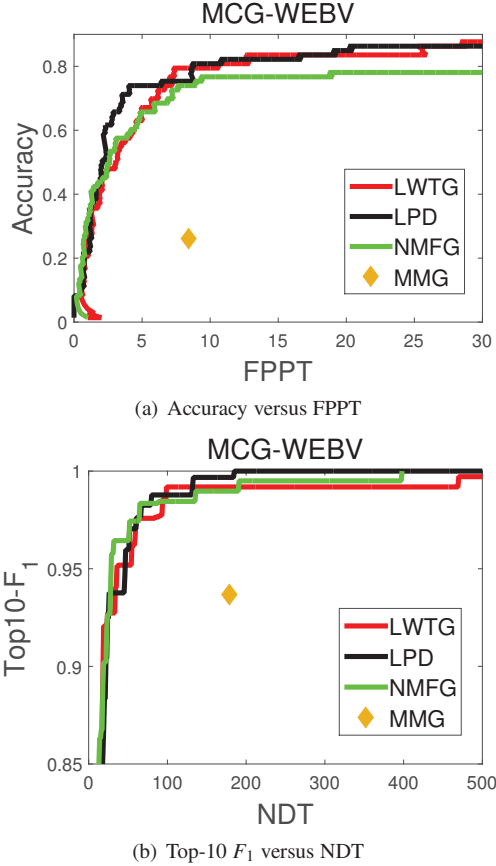 MCG-WEBV
0.8
0.6
0.4
0.2
0
Accuracy
LWTG
LPD
NMFG
MMG
0 5 10 15 20 25 30
FPPT
(a) Accuracy versus FPPT
MCG-WEBV
1
0.95
0.9
0.85
Top10-F1
LWTG
LPD
NMFG
MMG
0 100 200 300 400 500
NDT
(b) Top-10 F1 versus NDT